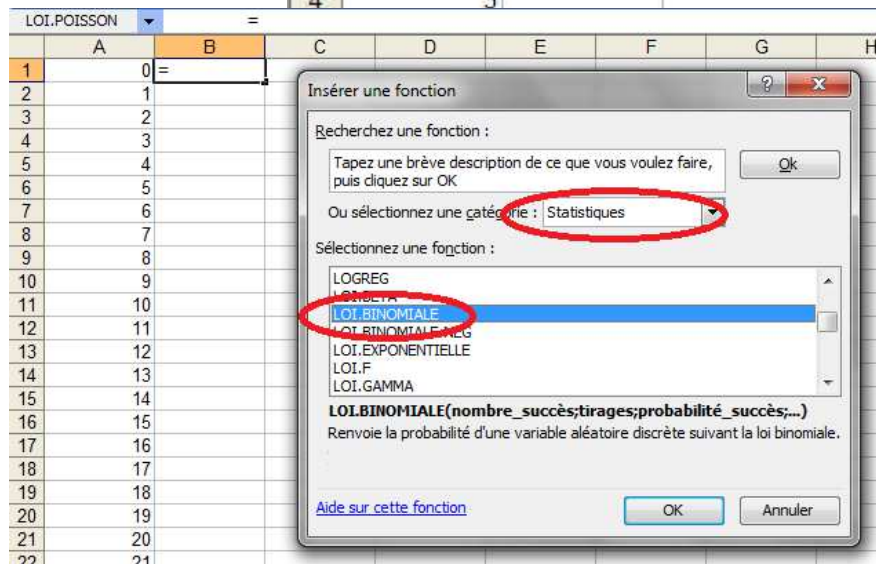 4 5
LOI.POISSON =
A B C D E F G H
1 0 =
2 1
3 2
4 3
5 4
6 5
7 6
8 7
9 8
10 9
11 10
12 11
13 12
14 13
15 14
16 15
17 16
18 17
19 18
20 19
21 20
22 21
Insérer une fonction
?
Recherchez une fonction :
Tapez une brève description de ce que vous voulez faire,
puis cliquez sur OK
Ok
Ou sélectionnez une catégorie : Statistiques
Sélectionnez une fonction :
LOGREG
LOI.BETA
LOI.BINOMIALE
LOI.BINOMIALE.NEG
LOI.EXPONENTIELLE
LOI.F
LOI.GAMMA
LOI.BINOMIALE(nombre_succès;tirages;probabilité_succès;...)
Renvoie la probabilité d'une variable aléatoire discrète suivant la loi binomiale.
Aide sur cette fonction
OK Annuler